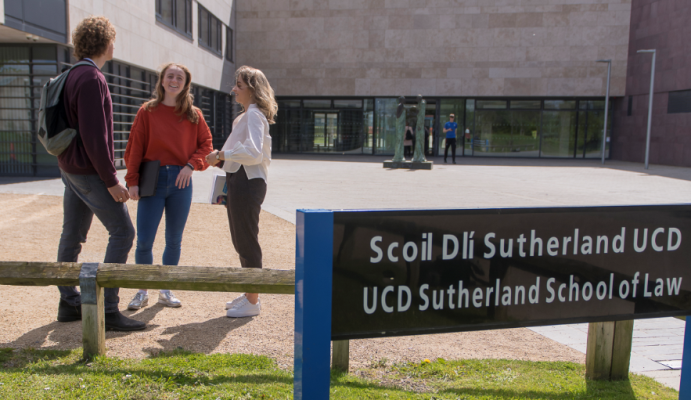 Scoil Dlí Sutherland UCD
UCD Sutherland School of Law